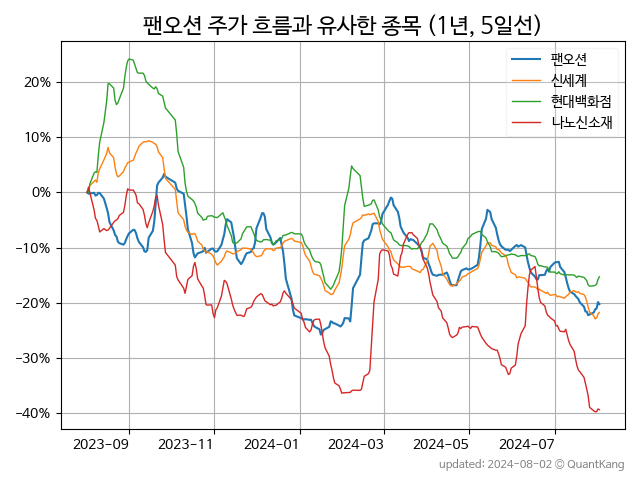 팬오션 주가 흐름과 유사한 종목 (1년, 5일선)
팬오션
신세계
현대백화점
나노신소재
20%
10%
0%
−10%
−20%
−30%
−40%
2023-09
2023-11
2024-01
2024-03
2024-05
2024-07
updated: 2024-08-02 © QuantKang